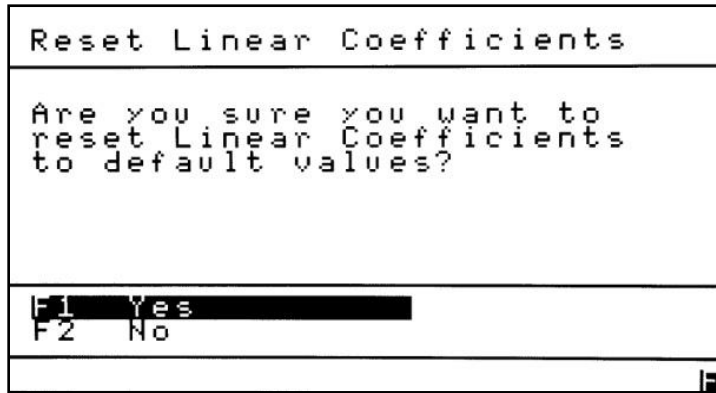 Reset Linear Coefficients
Are you sure you want to
reset Linear Coefficients
to default values?
F1 Yes
F2 No